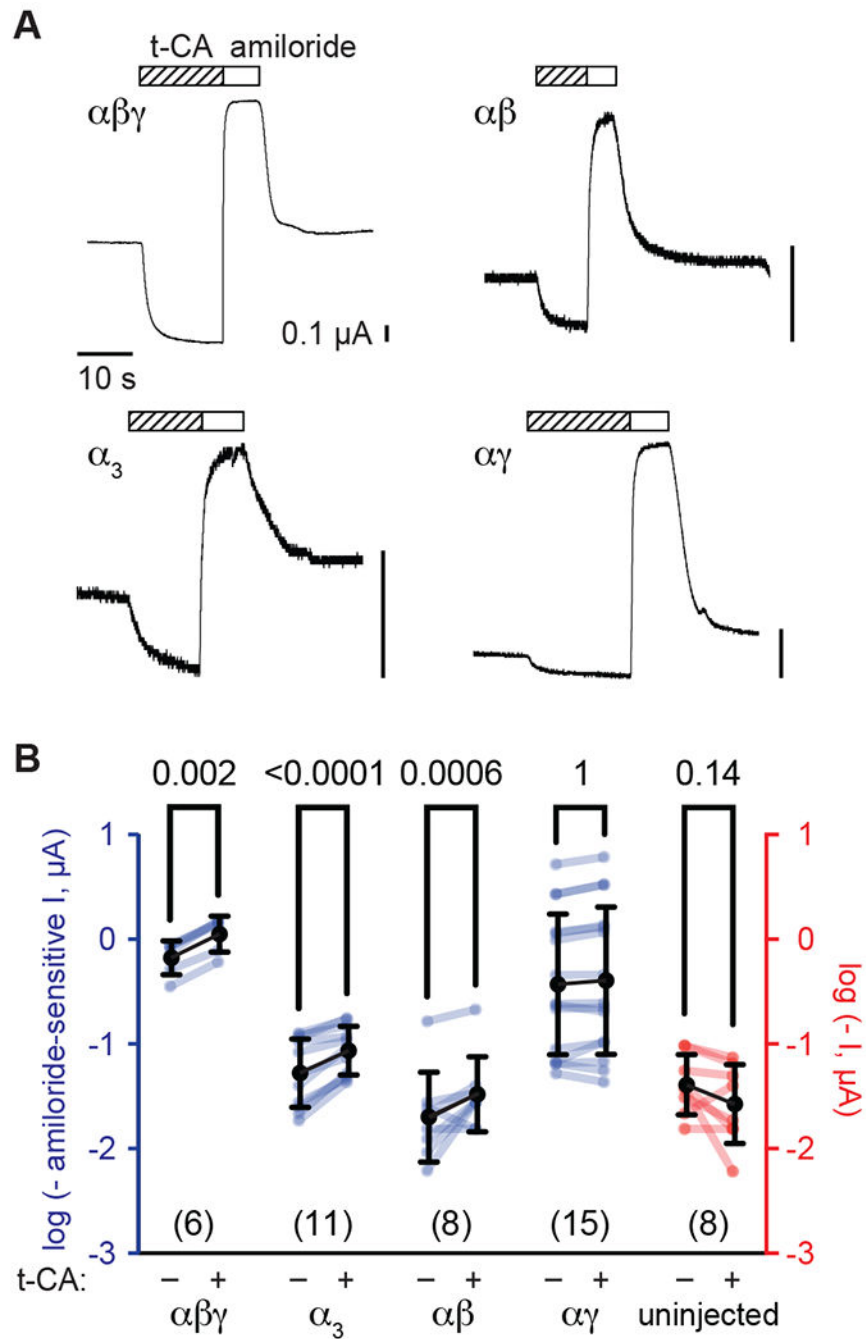 A
t-CA amiloride
αβγ
αβ
0.1 µA
10 s
α3
αγ
B
0.002 <0.0001 0.0006 1 0.14
1 1
0 0
-1 -1
-2 -2
-3 -3
log (- amiloride-sensitive I, µA)
log (- I, µA)
(6) (11) (8) (15) (8)
t-CA: − + − + − + − + − +
αβγ α3 αβ αγ uninjected